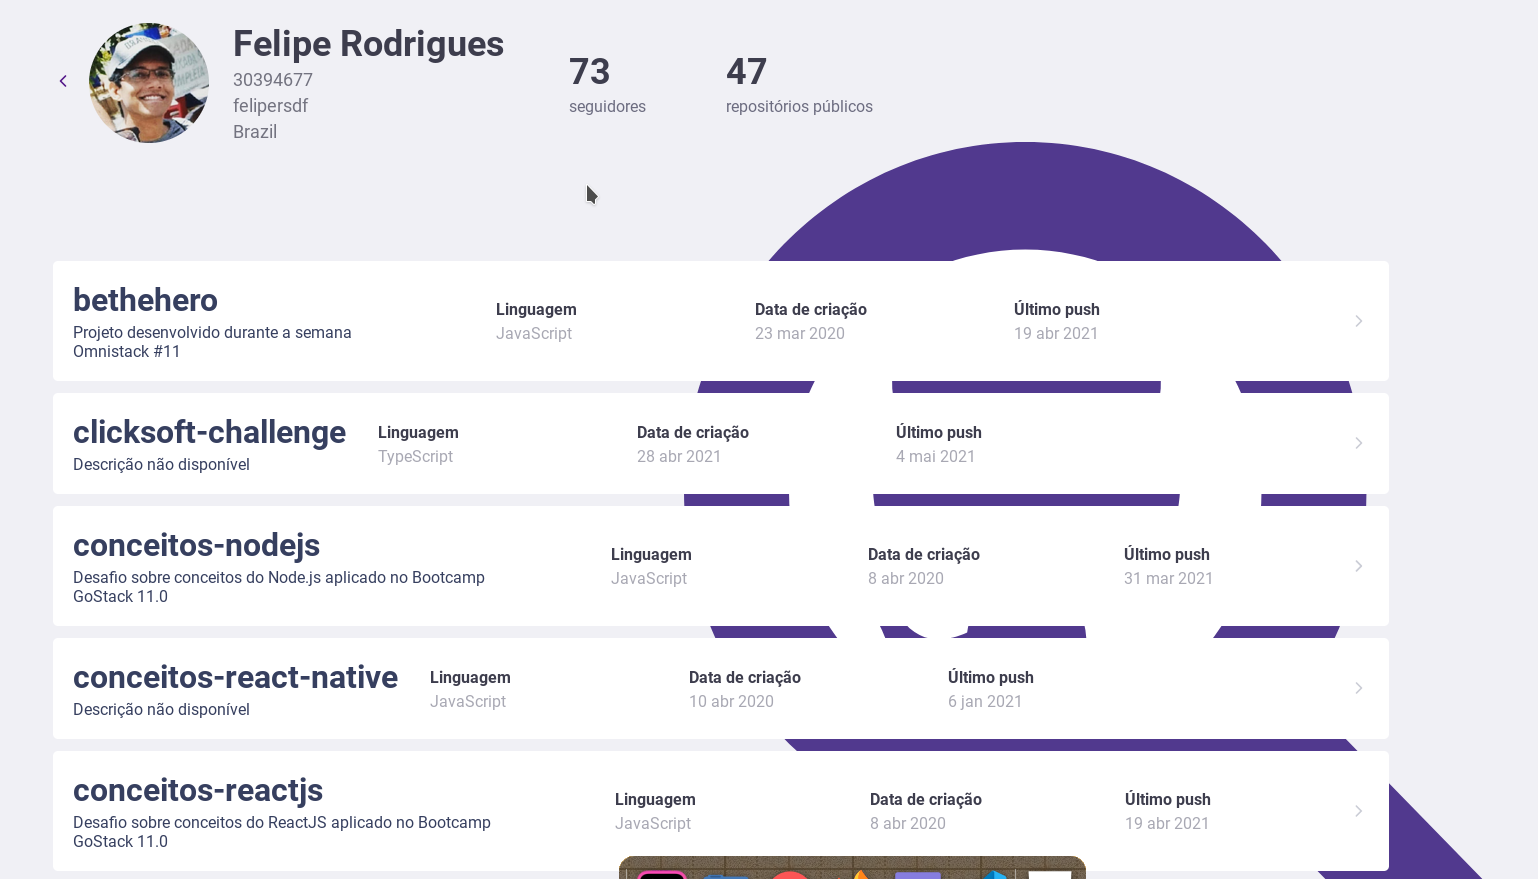 Felipe Rodrigues
30394677
felipersdf
Brazil
73
seguidores
47
repositórios públicos
bethehero
Projeto desenvolvido durante a semana
Omnistack #11
Linguagem
JavaScript
Data de criação
23 mar 2020
Último push
19 abr 2021
clicksoft-challenge
Descrição não disponível
Linguagem
TypeScript
Data de criação
28 abr 2021
Último push
4 mai 2021
conceitos-nodejs
Desafio sobre conceitos do Node.js aplicado no Bootcamp
GoStack 11.0
Linguagem
JavaScript
Data de criação
8 abr 2020
Último push
31 mar 2021
conceitos-react-native
Descrição não disponível
Linguagem
JavaScript
Data de criação
10 abr 2020
Último push
6 jan 2021
conceitos-reactjs
Desafio sobre conceitos do ReactJS aplicado no Bootcamp
GoStack 11.0
Linguagem
JavaScript
Data de criação
8 abr 2020
Último push
19 abr 2021